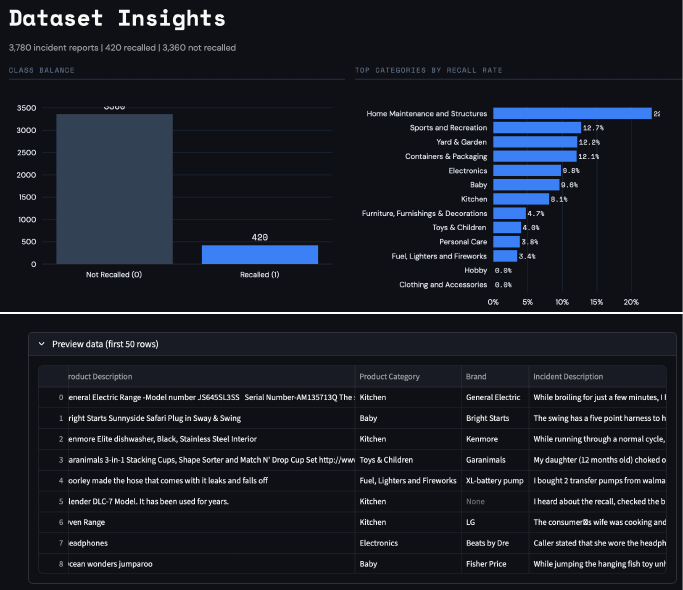 Dataset Insights
3,780 incident reports | 420 recalled | 3,360 not recalled
CLASS BALANCE
TOP CATEGORIES BY RECALL RATE
3500
3000
2500
2000
1500
1000
500
0
3360
420
Not Recalled (0)
Recalled (1)
Home Maintenance and Structures
Sports and Recreation 12.7%
Yard & Garden 12.2%
Containers & Packaging 12.1%
Electronics 9.8%
Baby 9.6%
Kitchen 8.1%
Furniture, Furnishings & Decorations 4.7%
Toys & Children 4.0%
Personal Care 3.8%
Fuel, Lighters and Fireworks 3.4%
Hobby 0.0%
Clothing and Accessories 0.0%
0% 5% 10% 15% 20%
Preview data (first 50 rows)
roduct Description Product Category Brand Incident Description
0 eneral Electric Range -Model number JS645SL3SS Serial Number-AM135713Q The Kitchen General Electric While broiling for just a few minutes, I
1 right Starts Sunnyside Safari Plug in Sway & Swing Baby Bright Starts The swing has a five point harness to h
2 enmore Elite dishwasher, Black, Stainless Steel Interior Kitchen Kenmore While running through a normal cycle,
3 aranimals 3-in-1 Stacking Cups, Shape Sorter and Match N' Drop Cup Set http://www Toys & Children Garanimals My daughter (12 months old) choked o
4 oorley made the hose that comes with it leaks and falls off Fuel, Lighters and Fireworks XL-battery pump I bought 2 transfer pumps from walma
5 lender DLC-7 Model. It has been used for years. Kitchen None I heard about the recall, checked the b
6 ven Range Kitchen LG The consumer�s wife was cooking and
7 eadphones Electronics Beats by Dre Caller stated that she wore the headph
8 cean wonders jumparoo Baby Fisher Price While jumping the hanging fish toy unh